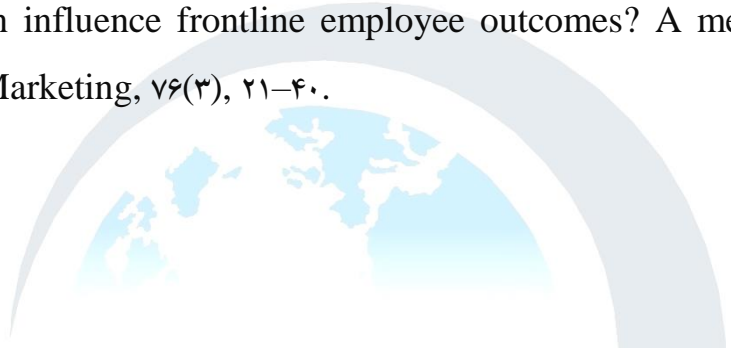 influence frontline employee outcomes? A me
Marketing, ۷۶(۳), ۲۱–۴۰.